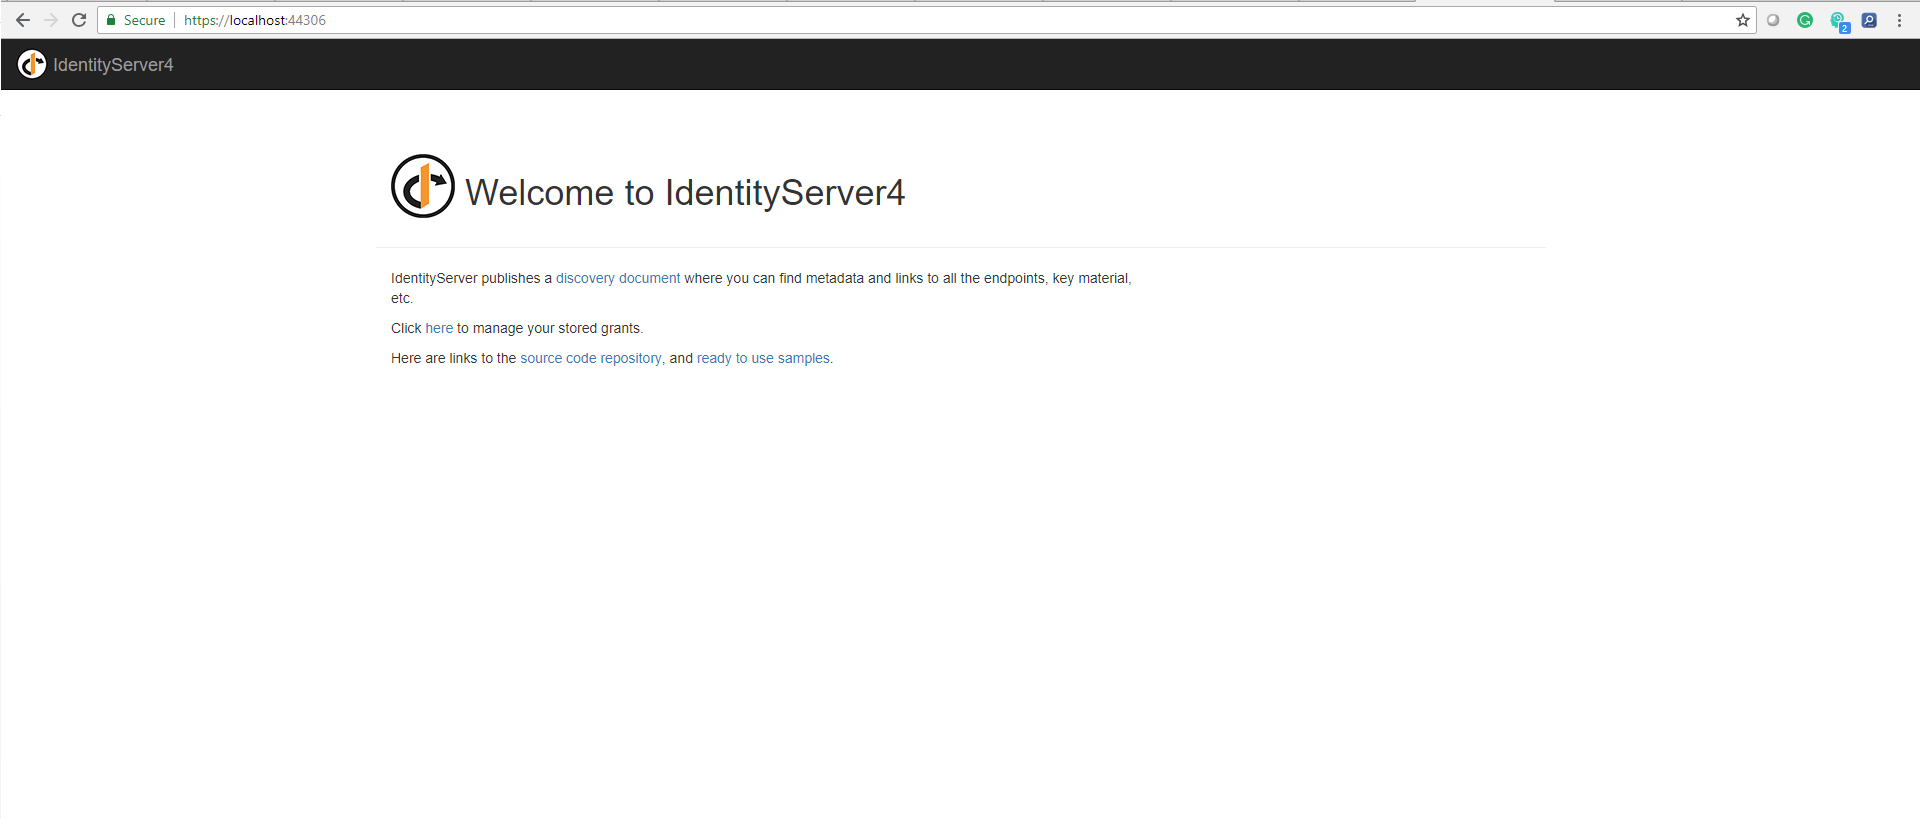 Secure https://localhost:44306
2
IdentityServer4
Welcome to IdentityServer4
IdentityServer publishes a discovery document where you can find metadata and links to all the endpoints, key material,
etc.
Click here to manage your stored grants.
Here are links to the source code repository, and ready to use samples.